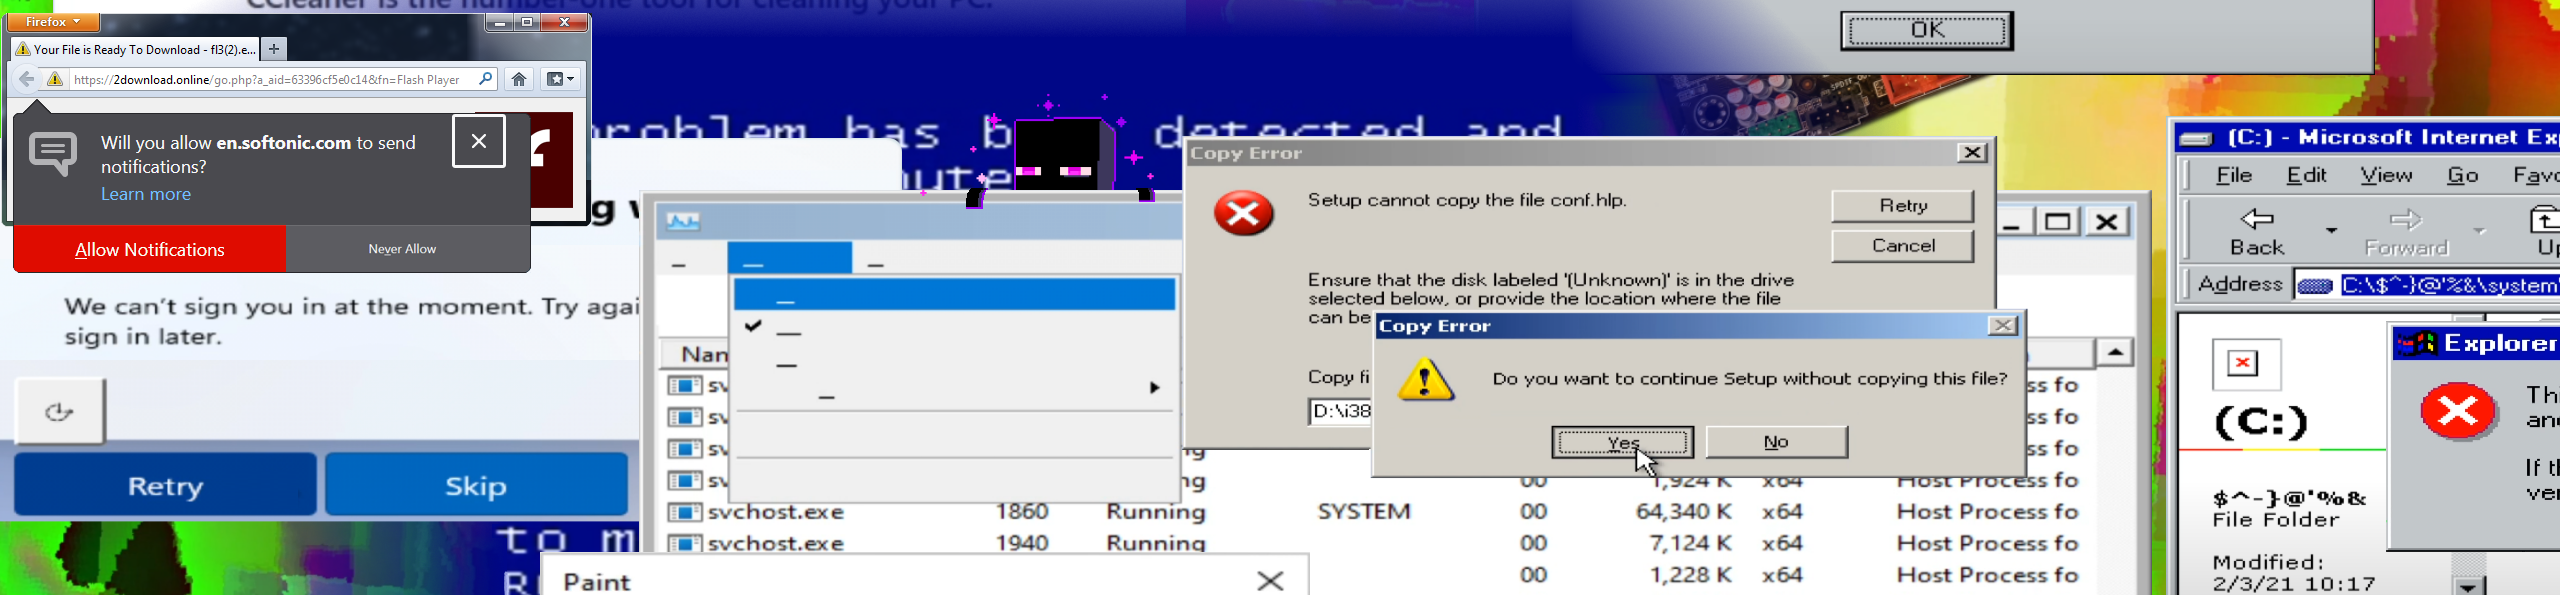 CCleaner is the number-one tool for cleaning your PC.
OK
Firefox
Your File is Ready To Download - fl3(2).e...
https://2download.online/go.php?a_aid=63396cf5e0c14&fn=Flash Player
Will you allow en.softonic.com to send
notifications?
Learn more
Allow Notifications
Never Allow
problem has b detected and
We can't sign you in at the moment. Try agai
sign in later.
Retry
Skip
to m
Nan
sv
sv
sv
sv
svchost.exe 1860 Running SYSTEM 00 64,340 K x64 Host Process fo
svchost.exe 1940 Running 00 7,124 K x64 Host Process fo
00 1,228 K x64 Host Process fo
ss fo
ss fo
ss fo
00 1,924 K x64 Host Process fo
Paint
Copy Error
Setup cannot copy the file conf.hlp.
Retry
Cancel
Ensure that the disk labeled '(Unknown)' is in the drive
selected below, or provide the location where the file
can be
Copy fi
D:\i38
Copy Error
Do you want to continue Setup without copying this file?
Yes
No
(C:) - Microsoft Internet Exp
File Edit View Go Favo
Back Forward Up
Address C:\$^-}@'%&\system
(C:)
$^-}@'%&
File Folder
Modified:
2/3/21 10:17
Explorer
Thi
and
If th
ver